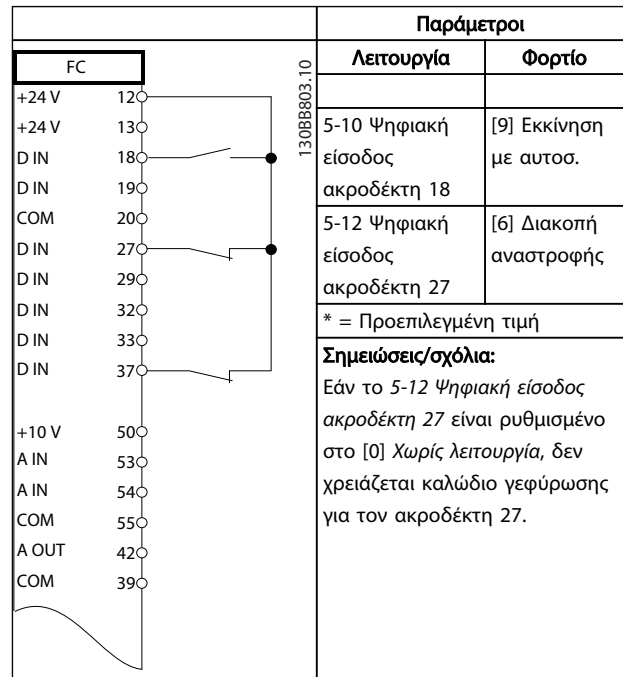 Παράμετροι
Λειτουργία Φορτίο
5-10 Ψηφιακή είσοδος ακροδέκτη 18
[9] Εκκίνηση με αυτοσ.
5-12 Ψηφιακή είσοδος ακροδέκτη 27
[6] Διακοπή αναστροφής
* = Προεπιλεγμένη τιμή
Σημειώσεις/σχόλια:
Εάν το 5-12 Ψηφιακή είσοδος
ακροδέκτη 27 είναι ρυθμισμένο
στο [0] Χωρίς λειτουργία, δεν
χρειάζεται καλώδιο γεφύρωσης
για τον ακροδέκτη 27.
FC
+24 V 12
+24 V 13
D IN 18
D IN 19
COM 20
D IN 27
D IN 29
D IN 32
D IN 33
D IN 37
+10 V 50
A IN 53
A IN 54
COM 55
A OUT 42
COM 39
130BB803.10